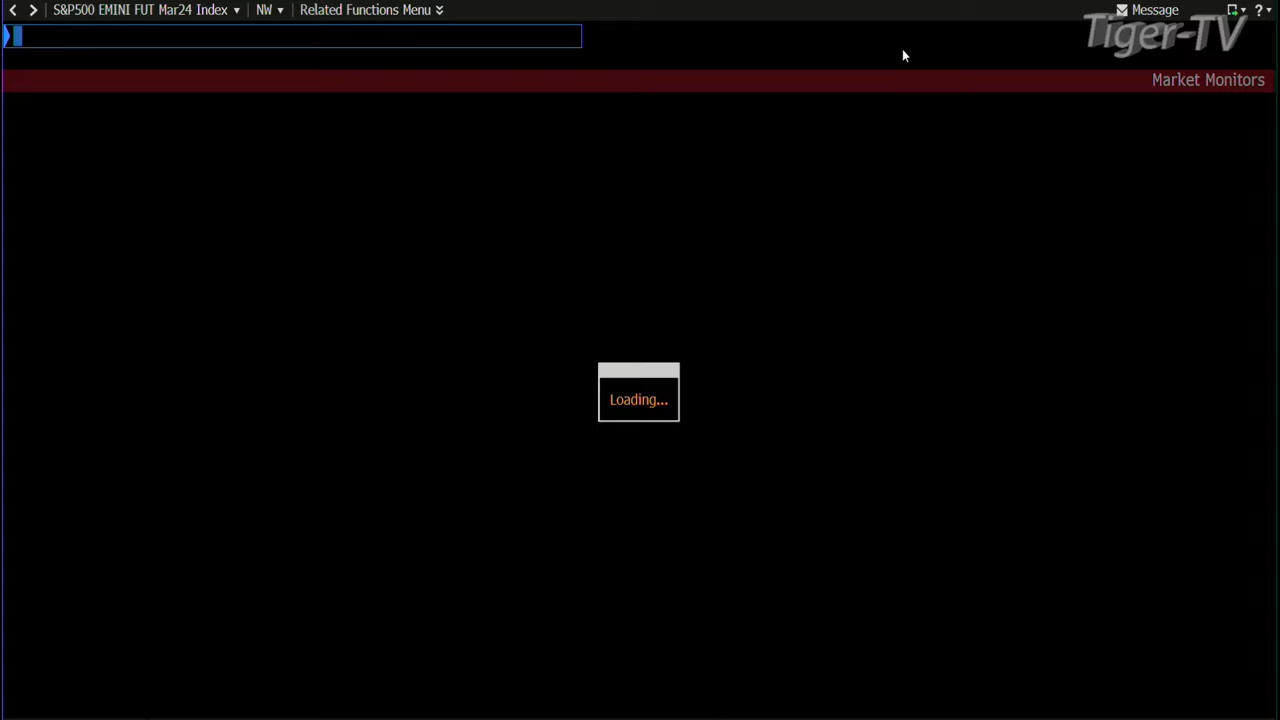 S&P500 EMINI FUT Mar24 Index NW Related Functions Menu Message ?
Tiger-TV
Market Monitors
Loading...